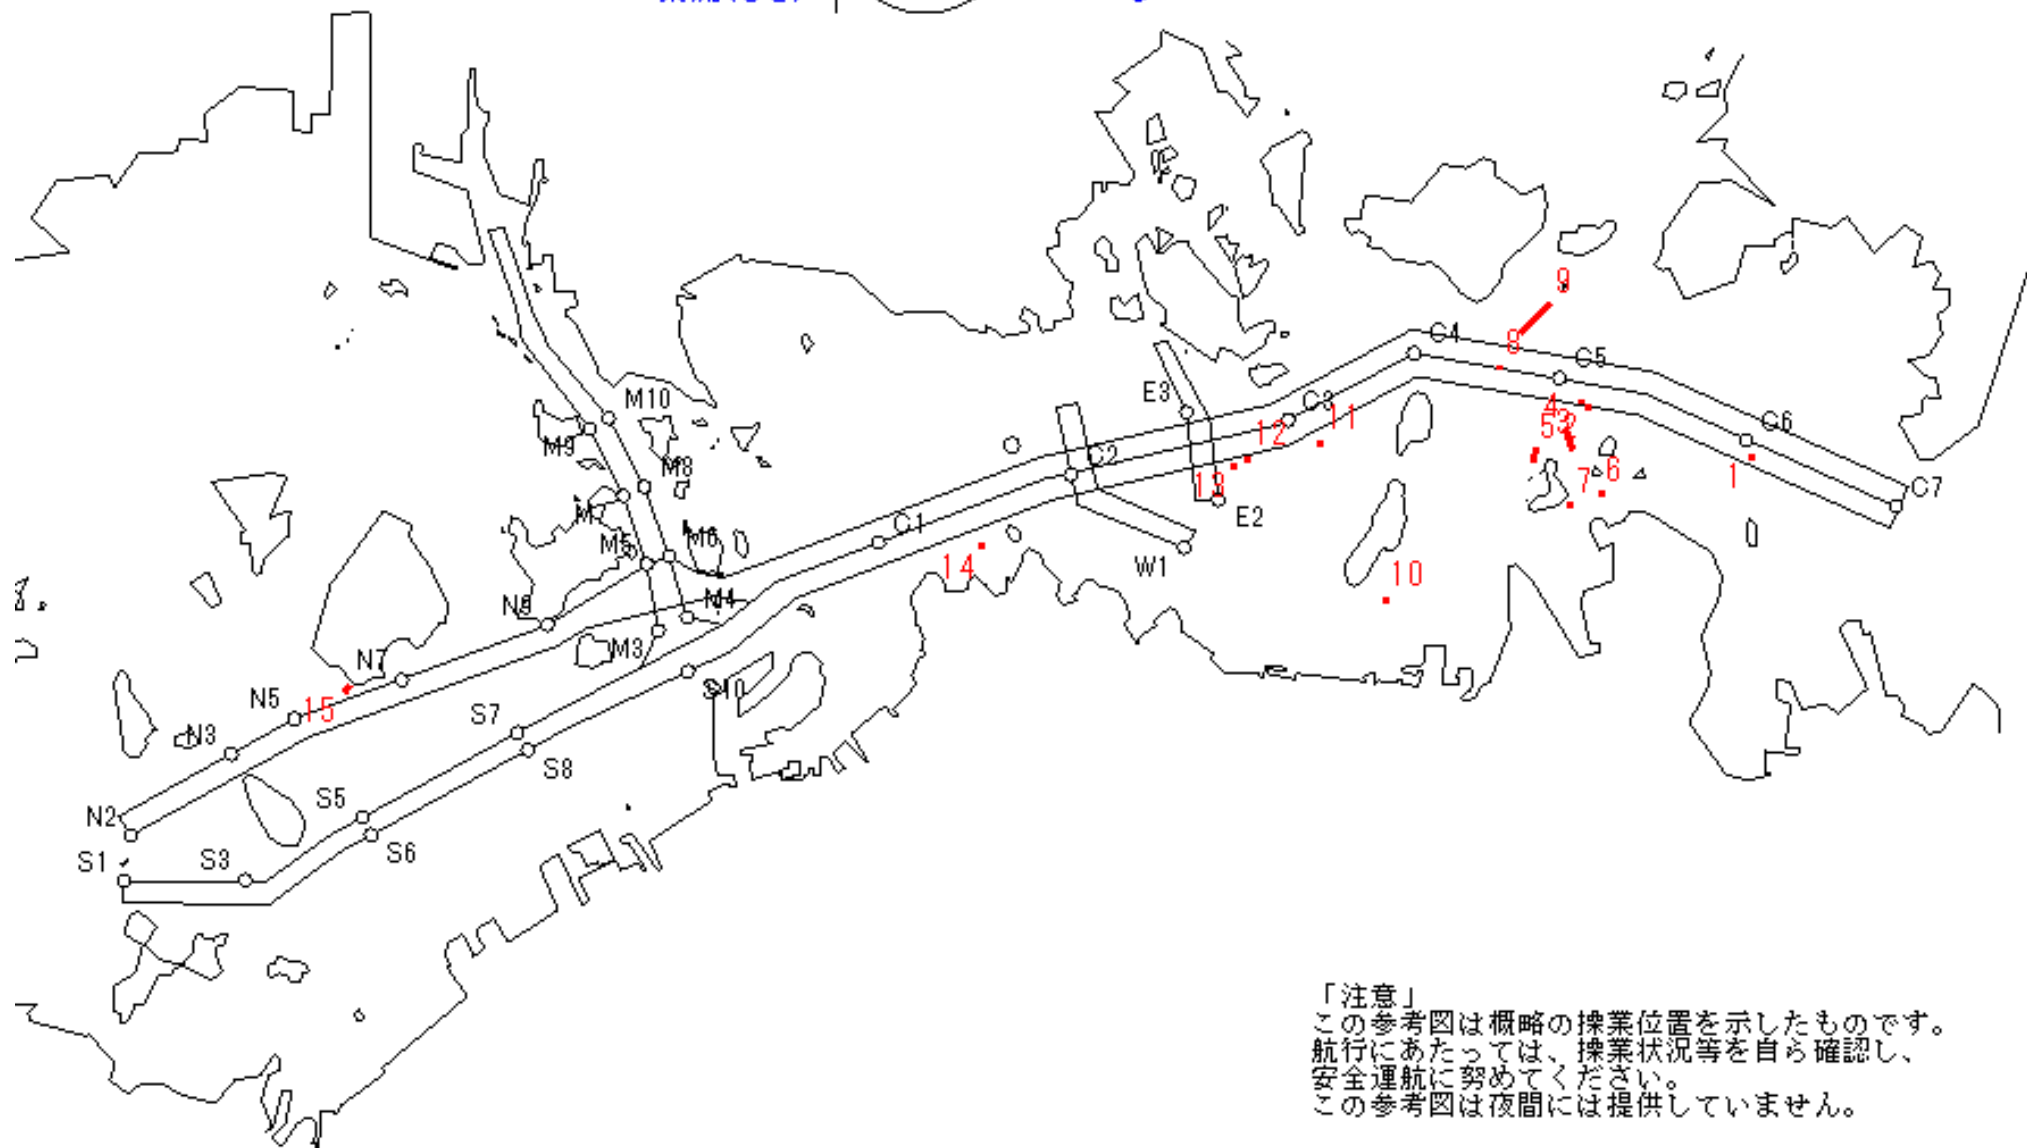 9
C4
8
C5
M10
E3
C3
11
4
5
3
2
C6
12
M9
M8
C2
13
7
6
1
C7
M7
E2
M5
M6
C1
14
W1
10
N9
M4
N7
M3
N5
15
S10
N3
S7
S8
N2
S5
S6
S1
S3
「注意」
この参考図は概略の操業位置を示したものです。
航行にあたっては、操業状況等を自ら確認し、
安全運航に努めてください。
この参考図は夜間には提供していません。